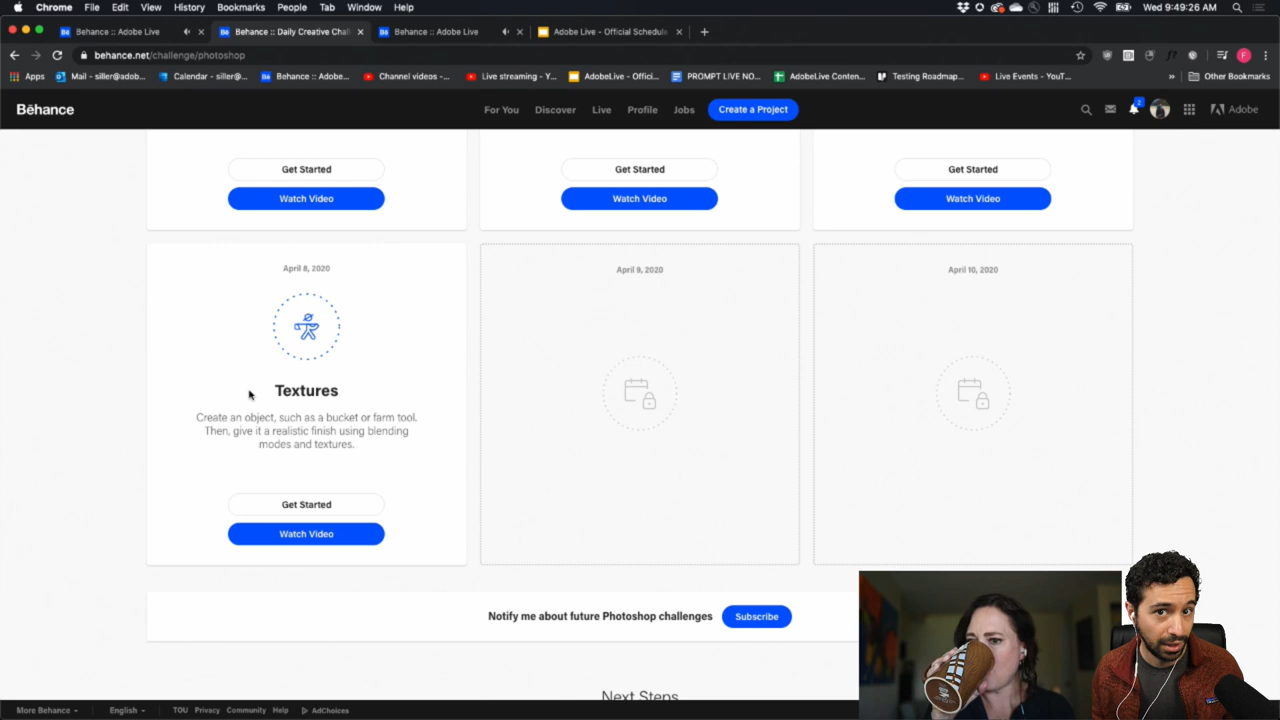 Chrome File Edit View History Bookmarks People Tab Window Help Wed 9:49:26 AM
Behance :: Adobe Live Behance :: Daily Creative Chal Behance :: Adobe Live Adobe Live - Official Schedule
behance.net/challenge/photoshop
Apps Mail - siller@adob... Calendar - siller@... Behance :: Adobe... Channel videos -... Live streaming - Y... AdobeLive - Offici... PROMPT LIVE NO... AdobeLive Conten... Testing Roadmap... Live Events - YouT... » Other Bookmarks
Bēhance For You Discover Live Profile Jobs Create a Project 2 Adobe
Get Started Get Started Get Started
Watch Video Watch Video Watch Video
April 8, 2020 April 9, 2020 April 10, 2020
Textures
Create an object, such as a bucket or farm tool.
Then, give it a realistic finish using blending
modes and textures.
Get Started
Watch Video
Notify me about future Photoshop challenges Subscribe
Next Steps
More Behance English TOU Privacy Community Help AdChoices